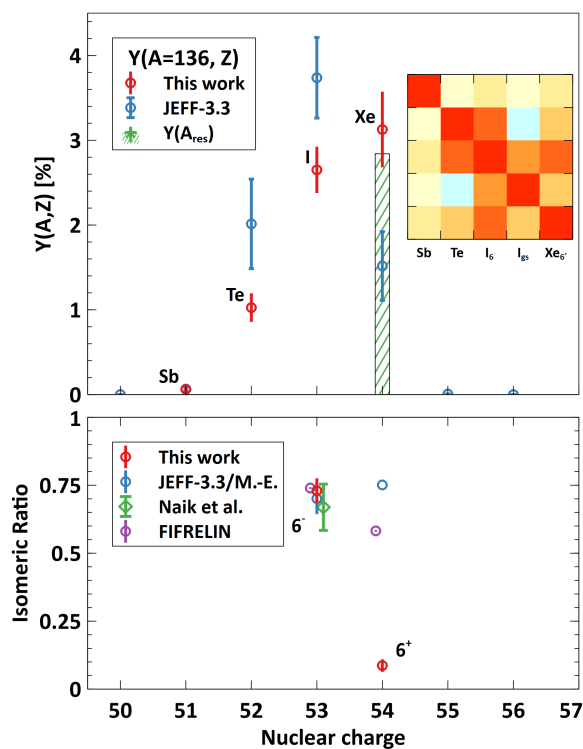 Y(A=136, Z)
This work
JEFF-3.3
Y(Ares)
Y(A,Z) [%]
4
3
2
1
0
Sb
Te
I
Xe
Sb Te I6- Igs Xe6+
This work
JEFF-3.3/M.-E.
Naik et al.
FIFRELIN
Isomeric Ratio
1
0.75
0.5
0.25
0
6-
6+
50 51 52 53 54 55 56 57
Nuclear charge